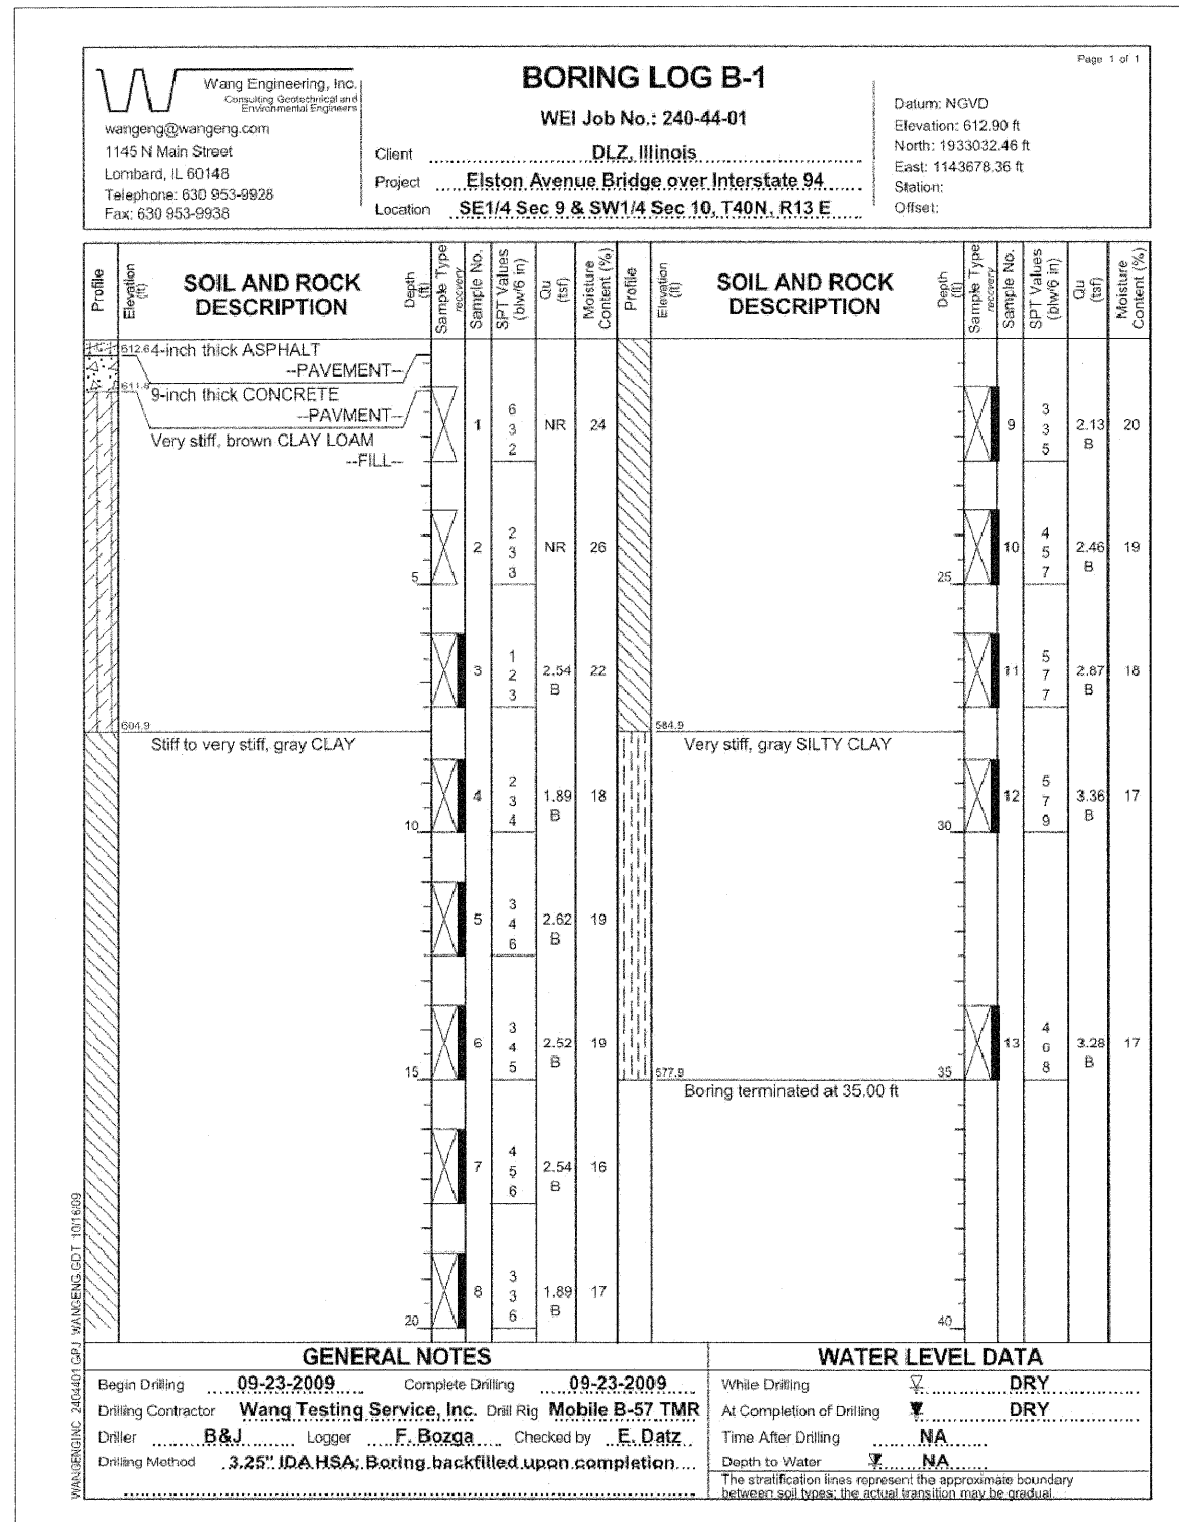 Page 1 of 1
Wang Engineering, Inc.
Consulting Geotechnical and
Environmental Engineers
wangeng@wangeng.com
1145 N Main Street
Lombard, IL 60148
Telephone: 630 953-9928
Fax: 630 953-9938
BORING LOG B-1
WEI Job No.: 240-44-01
Client DLZ, Illinois
Project Elston Avenue Bridge over Interstate 94
Location SE1/4 Sec 9 & SW1/4 Sec 10, T40N, R13 E
Datum: NGVD
Elevation: 612.90 ft
North: 1933032.46 ft
East: 1143678.36 ft
Station:
Offset:
Profile
Elevation (ft)
SOIL AND ROCK DESCRIPTION
Depth (ft)
Sample Type recovery
Sample No.
SPT Values (blw/6 in)
Qu (tsf)
Moisture Content (%)
612.6 4-inch thick ASPHALT
--PAVEMENT--
611.8 9-inch thick CONCRETE
--PAVMENT--
Very stiff, brown CLAY LOAM
--FILL--
1 6 3 2 NR 24
2 2 3 3 NR 26
5
3 1 2 3 2.54 B 22
604.9
Stiff to very stiff, gray CLAY
4 2 3 4 1.89 B 18
10
5 3 4 6 2.62 B 19
6 3 4 5 2.52 B 19
15
7 4 5 6 2.54 B 16
8 3 3 6 1.89 B 17
20
Profile
Elevation (ft)
SOIL AND ROCK DESCRIPTION
Depth (ft)
Sample Type recovery
Sample No.
SPT Values (blw/6 in)
Qu (tsf)
Moisture Content (%)
9 3 3 5 2.13 B 20
10 4 5 7 2.46 B 19
25
11 5 7 7 2.87 B 18
584.9
Very stiff, gray SILTY CLAY
12 5 7 9 3.36 B 17
30
13 4 6 8 3.28 B 17
35
577.9
Boring terminated at 35.00 ft
40
GENERAL NOTES
Begin Drilling 09-23-2009 Complete Drilling 09-23-2009
Drilling Contractor Wang Testing Service, Inc. Drill Rig Mobile B-57 TMR
Driller B&J Logger F. Bozga Checked by E. Datz
Drilling Method 3.25" IDA HSA; Boring backfilled upon completion
WATER LEVEL DATA
While Drilling DRY
At Completion of Drilling DRY
Time After Drilling NA
Depth to Water NA
The stratification lines represent the approximate boundary
between soil types; the actual transition may be gradual.
WANGENGINC 2404401.GPJ WANGENG.GDT 10/16/09